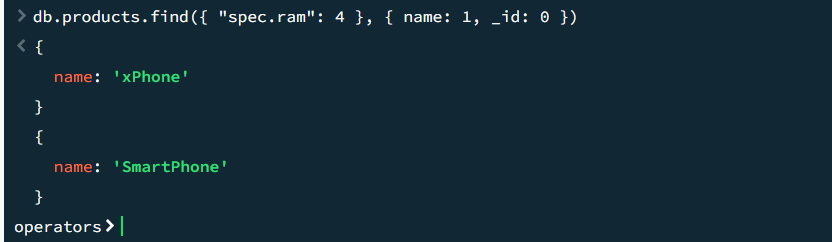 > db.products.find({ "spec.ram": 4 }, { name: 1, _id: 0 })
< {
name: 'xPhone'
}
{
name: 'SmartPhone'
}
operators>